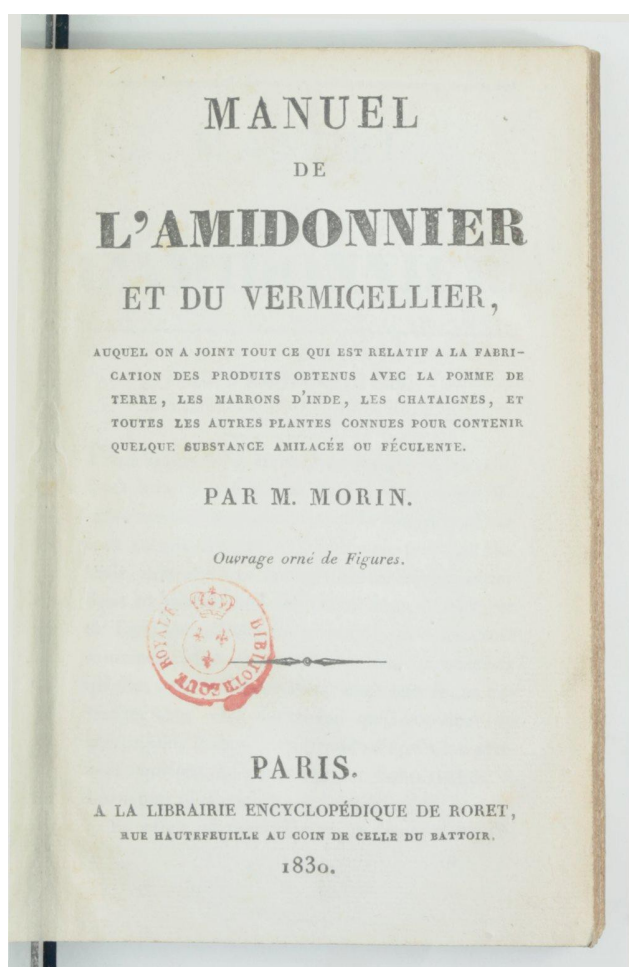 MANUEL
DE
L'AMIDONNIER
ET DU VERMICELLIER,
AUQUEL ON A JOINT TOUT CE QUI EST RELATIF A LA FABRI-
CATION DES PRODUITS OBTENUS AVEC LA POMME DE
TERRE, LES MARRONS D'INDE, LES CHATAIGNES, ET
TOUTES LES AUTRES PLANTES CONNUES POUR CONTENIR
QUELQUE SUBSTANCE AMILACÉE OU FÉCULENTE.
PAR M. MORIN.
Ouvrage orné de Figures.
BIBLIOTHÈQUE ROYALE
PARIS.
A LA LIBRAIRIE ENCYCLOPÉDIQUE DE RORET,
RUE HAUTEFEUILLE AU COIN DE CELLE DU BATTOIR.
1830.